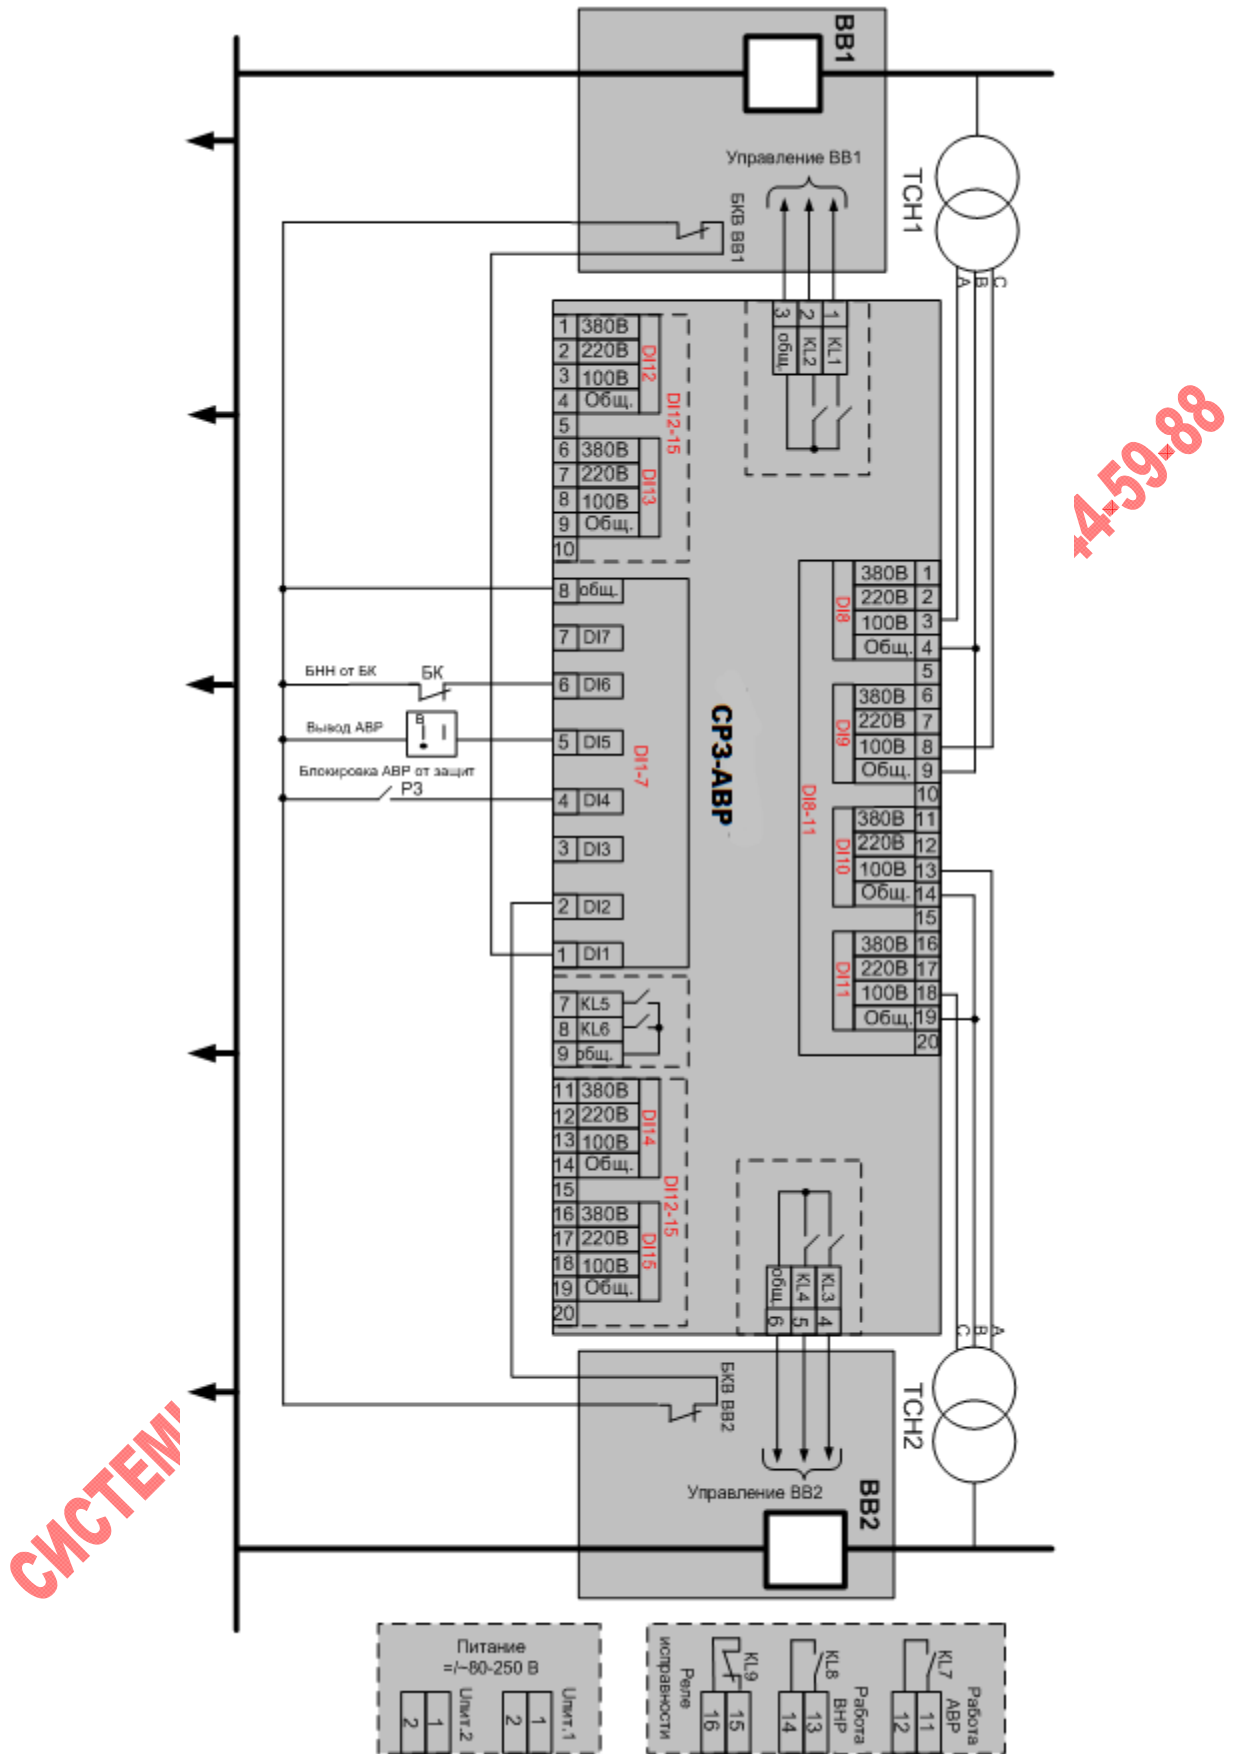 ВВ1
Управление ВВ1
БКВ ВВ1
ТСН1
А
В
С
3 общ.
2 KL2
1 KL1
1 380В
2 220В
3 100В
4 Общ.
5
DI12
6 380В
7 220В
8 100В
9 Общ.
10
DI13
DI12-15
4-59-88
380В 1
220В 2
100В 3
Общ. 4
5
DI8
380В 6
220В 7
100В 8
Общ. 9
10
DI9
380В 11
220В 12
100В 13
Общ. 14
15
DI10
380В 16
220В 17
100В 18
Общ. 19
20
DI11
DI8-11
СРЗ-АВР
8 общ.
7 DI7
6 DI6
5 DI5
4 DI4
3 DI3
2 DI2
1 DI1
DI1-7
БНН от БК
БК
Вывод АВР
В
Блокировка АВР от защит
РЗ
7 KL5
8 KL6
9 общ.
11 380В
12 220В
13 100В
14 Общ.
15
DI14
16 380В
17 220В
18 100В
19 Общ.
20
DI15
DI12-15
общ. 6
KL4 5
KL3 4
С
В
А
ТСН2
БКВ ВВ2
Управление ВВ2
ВВ2
СИСТЕМ
Питание
=/~80-250 В
Uпит.2
1
2
Uпит.1
1
2
Реле
исправности
KL9
15
16
Работа
ВНР
KL8
13
14
Работа
АВР
KL7
11
12